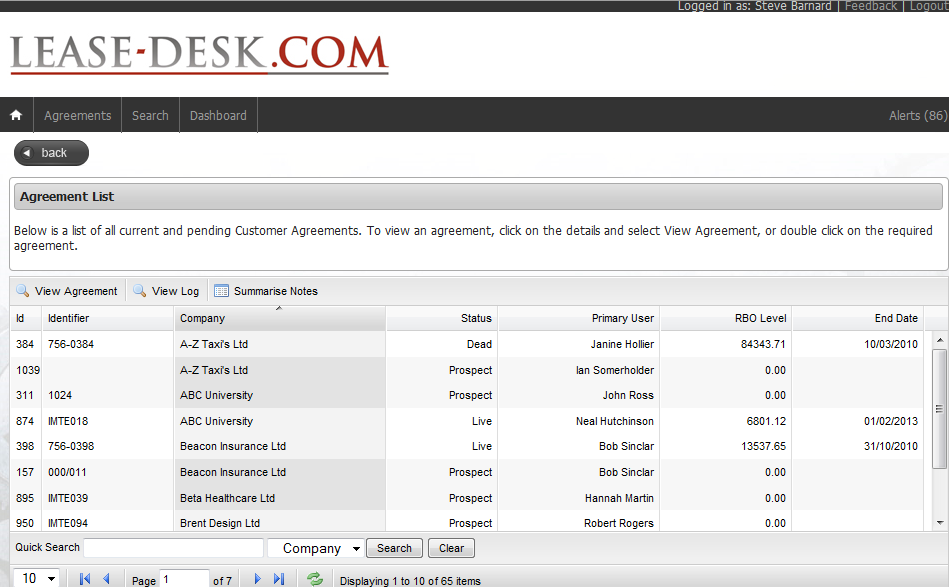 Logged in as: Steve Barnard | Feedback | Logout
LEASE-DESK.COM
Agreements Search Dashboard Alerts (86)
back
Agreement List
Below is a list of all current and pending Customer Agreements. To view an agreement, click on the details and select View Agreement, or double click on the required
agreement.
View Agreement View Log Summarise Notes
Id Identifier Company Status Primary User RBO Level End Date
384 756-0384 A-Z Taxi's Ltd Dead Janine Hollier 84343.71 10/03/2010
1039 A-Z Taxi's Ltd Prospect Ian Somerholder 0.00
311 1024 ABC University Prospect John Ross 0.00
874 IMTE018 ABC University Live Neal Hutchinson 6801.12 01/02/2013
398 756-0398 Beacon Insurance Ltd Live Bob Sinclar 13537.65 31/10/2010
157 000/011 Beacon Insurance Ltd Prospect Bob Sinclar 0.00
895 IMTE039 Beta Healthcare Ltd Prospect Hannah Martin 0.00
950 IMTE094 Brent Design Ltd Prospect Robert Rogers 0.00
Quick Search Company Search Clear
10 Page 1 of 7 Displaying 1 to 10 of 65 items